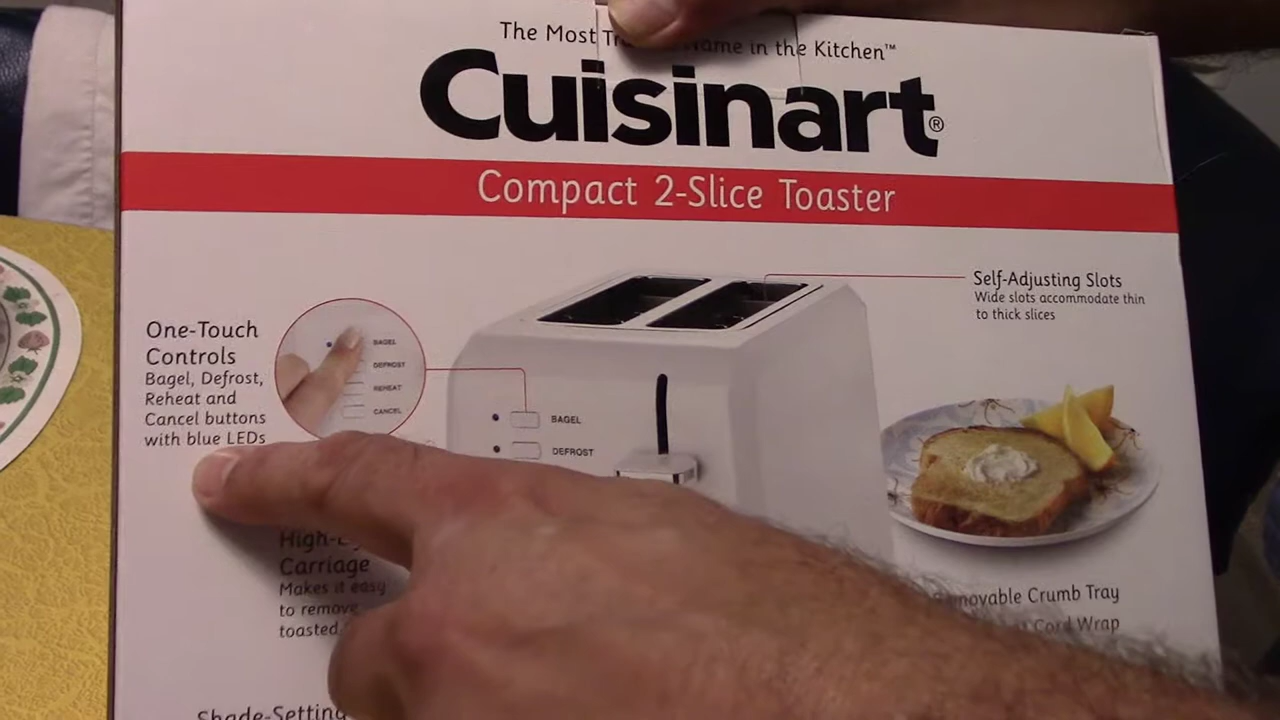 The Most Name in the Kitchen™
Cuisinart®
Compact 2-Slice Toaster
Self-Adjusting Slots
Wide slots accommodate thin
to thick slices
One-Touch
Controls
Bagel, Defrost,
Reheat and
Cancel buttons
with blue LEDs
BAGEL
DEFROST
REHEAT
CANCEL
BAGEL
DEFROST
Carriage
Makes it easy
to remove
toasted
Crumb Tray
Cord Wrap
Shade-Setting